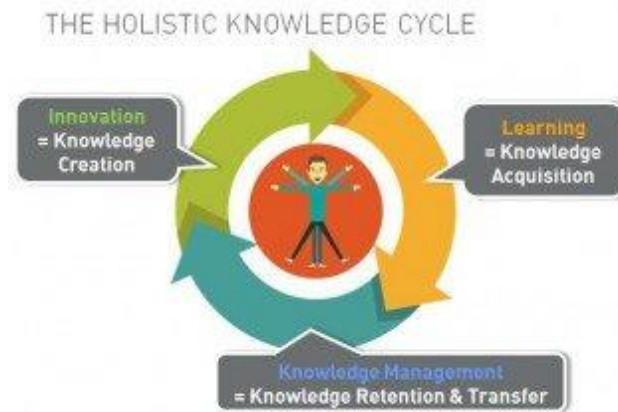 THE HOLISTIC KNOWLEDGE CYCLE
Innovation
= Knowledge
Creation
Learning
= Knowledge
Acquisition
Knowledge Management
= Knowledge Retention & Transfer